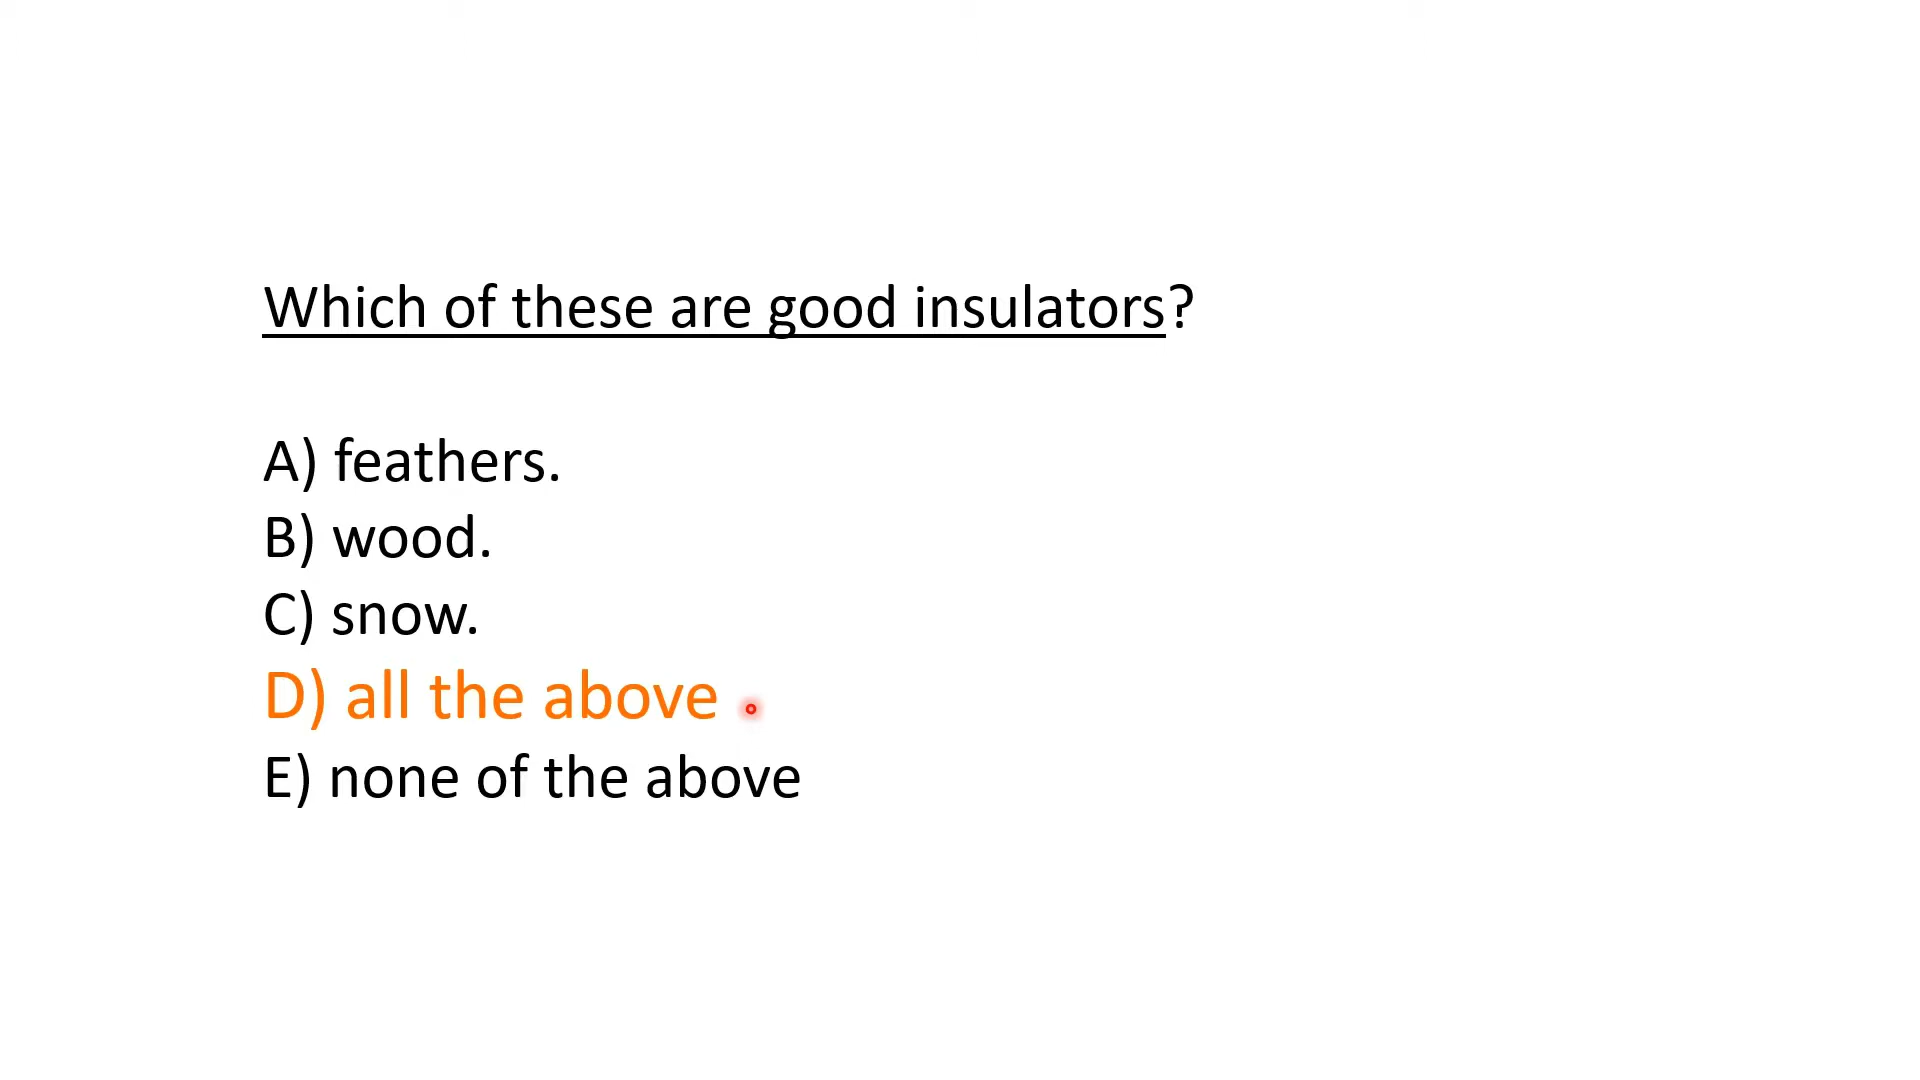 Which of these are good insulators?
A) feathers.
B) wood.
C) snow.
D) all the above
E) none of the above